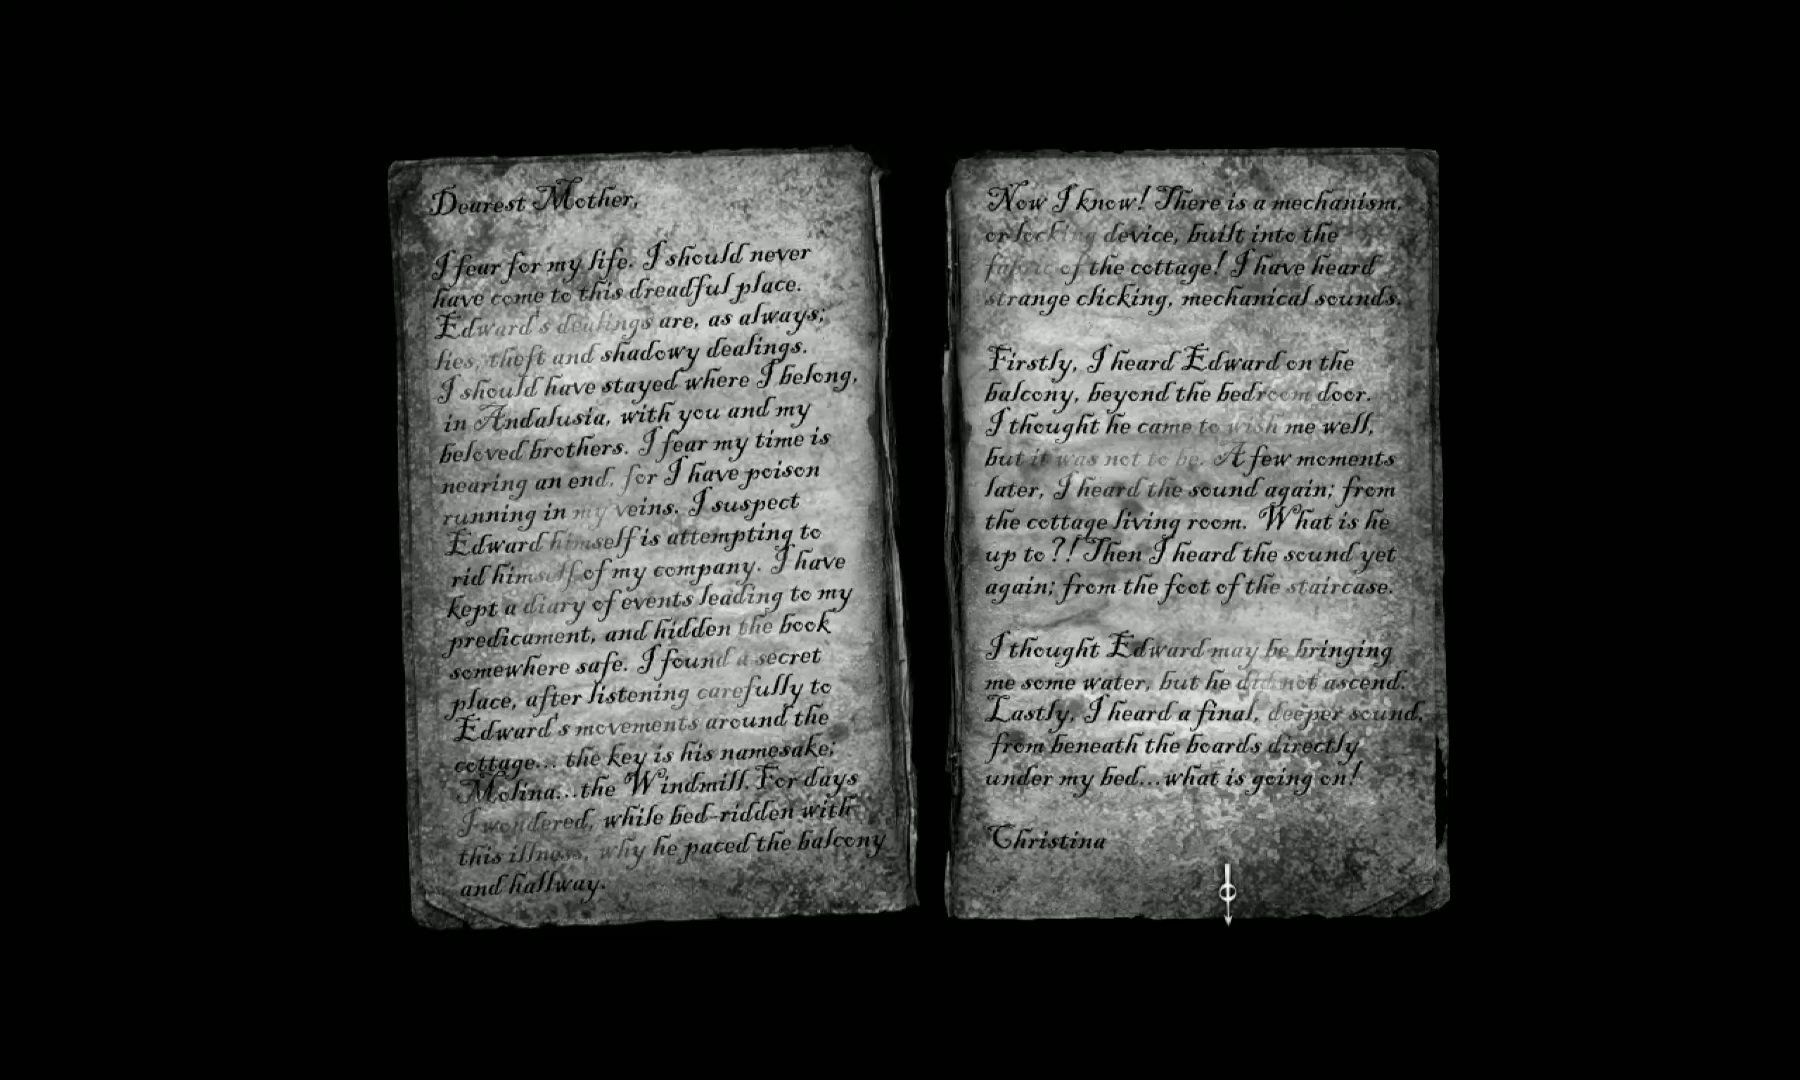 Dearest Mother,
I fear for my life. I should never
have come to this dreadful place.
Edward's dealings are, as always;
lies, theft and shadowy dealings.
I should have stayed where I belong,
in Andalusia, with you and my
beloved brothers. I fear my time is
nearing an end, for I have poison
running in my veins. I suspect
Edward himself is attempting to
rid himself of my company. I have
kept a diary of events leading to my
predicament, and hidden the book
somewhere safe. I found a secret
place, after listening carefully to
Edward's movements around the
cottage... the key is his namesake;
Molina...the Windmill. For days
I wondered, while bed-ridden with
this illness, why he paced the balcony
and hallway.
Now I know! There is a mechanism,
or locking device, built into the
fabric of the cottage! I have heard
strange clicking, mechanical sounds.
Firstly, I heard Edward on the
balcony, beyond the bedroom door.
I thought he came to wish me well,
but it was not to be. A few moments
later, I heard the sound again; from
the cottage living room. What is he
up to?! Then I heard the sound yet
again; from the foot of the staircase.
I thought Edward may be bringing
me some water, but he did not ascend.
Lastly, I heard a final, deeper sound,
from beneath the boards directly
under my bed...what is going on!
Christina